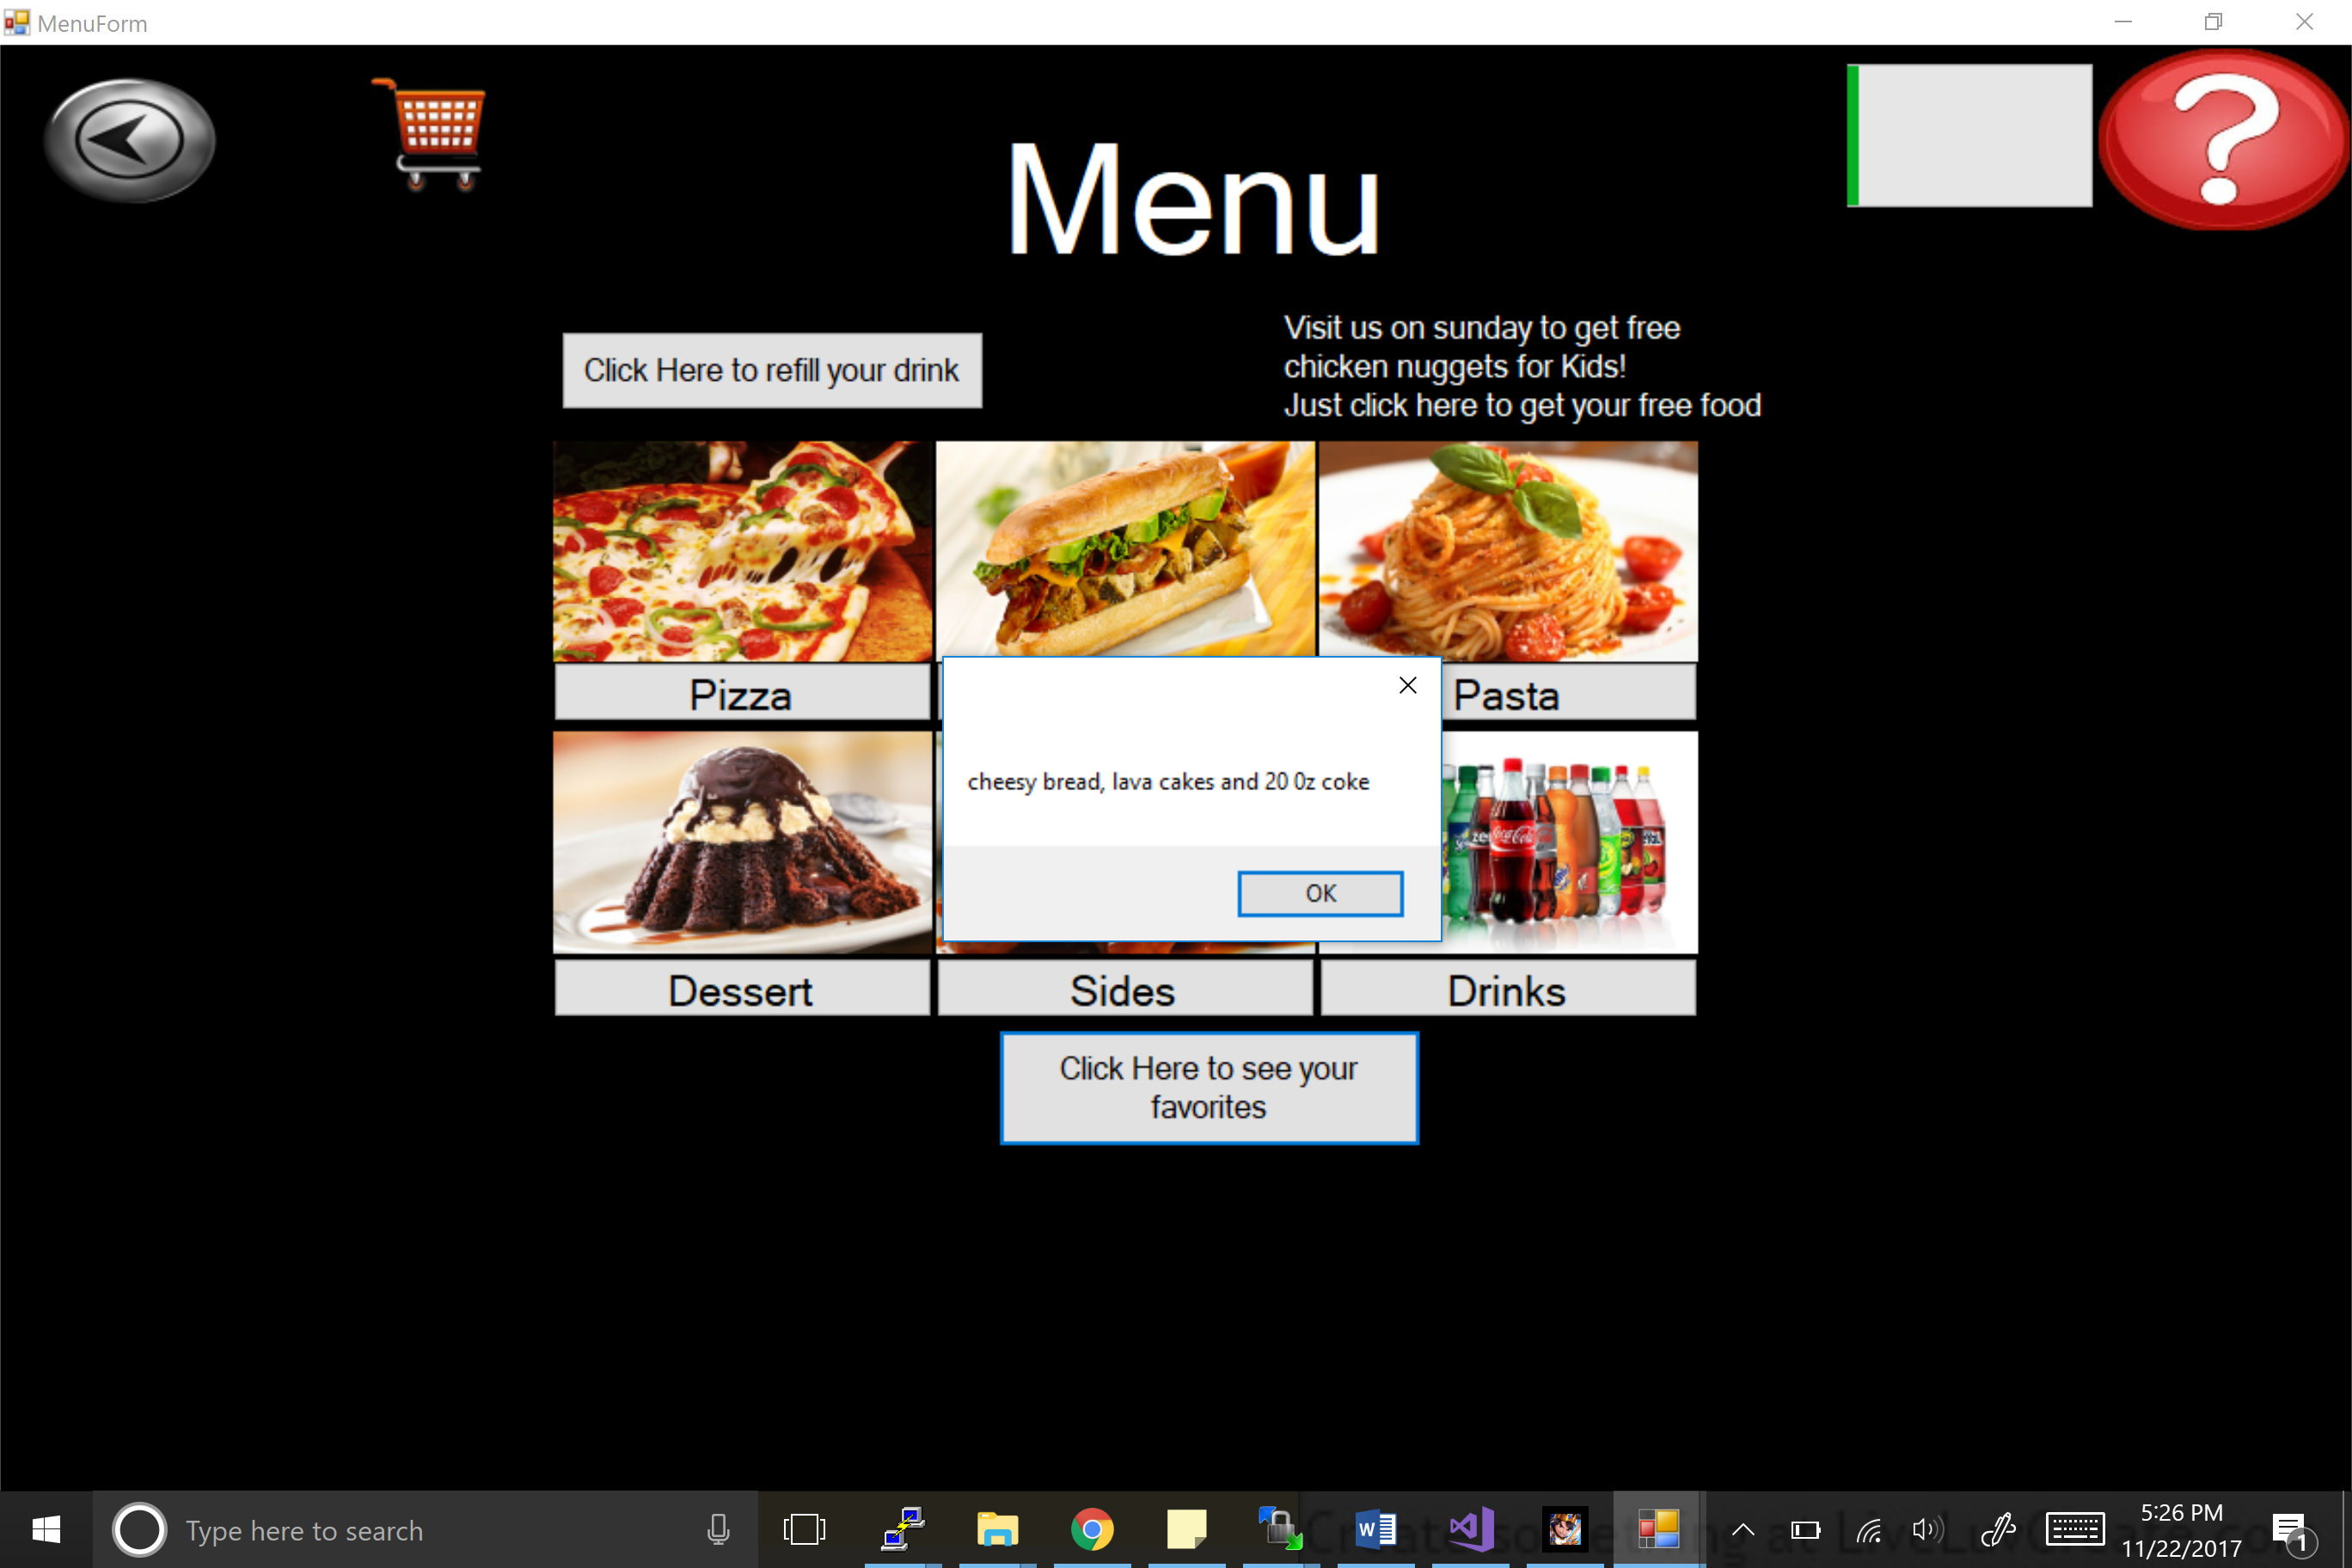 MenuForm
Menu
Click Here to refill your drink
Visit us on sunday to get free
chicken nuggets for Kids!
Just click here to get your free food
Pizza
Pasta
cheesy bread, lava cakes and 20 0z coke
OK
Coca-Cola
Dessert
Sides
Drinks
Click Here to see your
favorites
Type here to search
5:26 PM
11/22/2017
1